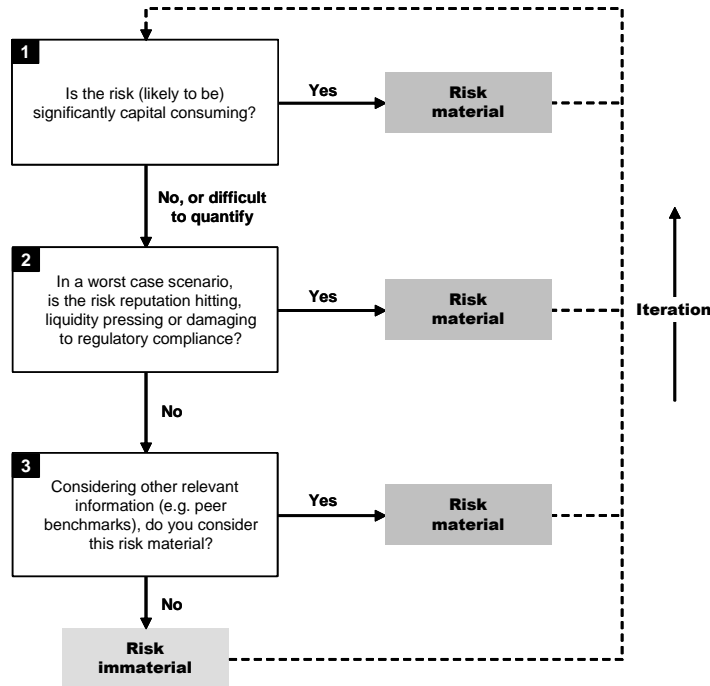 1
Is the risk (likely to be)
significantly capital consuming?
Yes
Risk
material
No, or difficult
to quantify
2
In a worst case scenario,
is the risk reputation hitting,
liquidity pressing or damaging
to regulatory compliance?
Yes
Risk
material
Iteration
No
3
Considering other relevant
information (e.g. peer
benchmarks), do you consider
this risk material?
Yes
Risk
material
No
Risk
immaterial